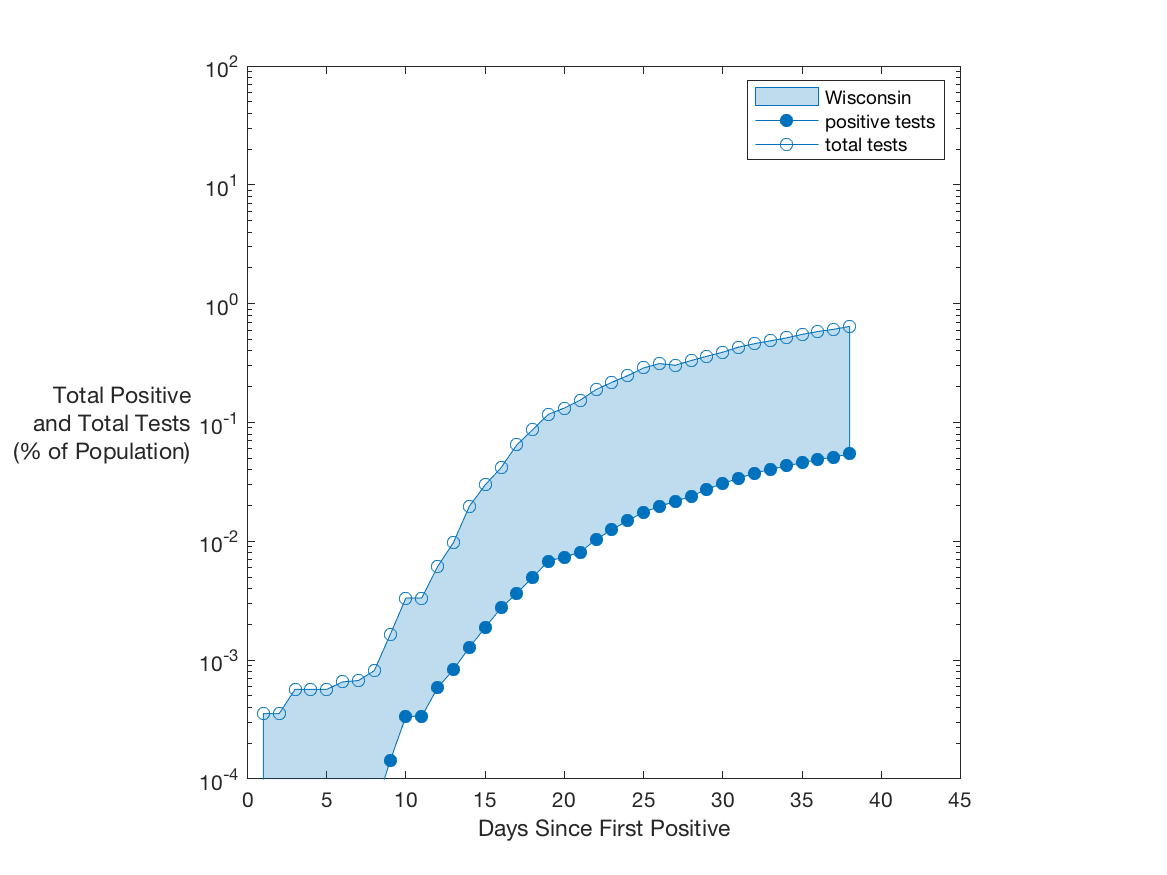 10^2
10^1
10^0
10^-1
10^-2
10^-3
10^-4
Total Positive
and Total Tests
(% of Population)
Wisconsin
positive tests
total tests
0 5 10 15 20 25 30 35 40 45
Days Since First Positive